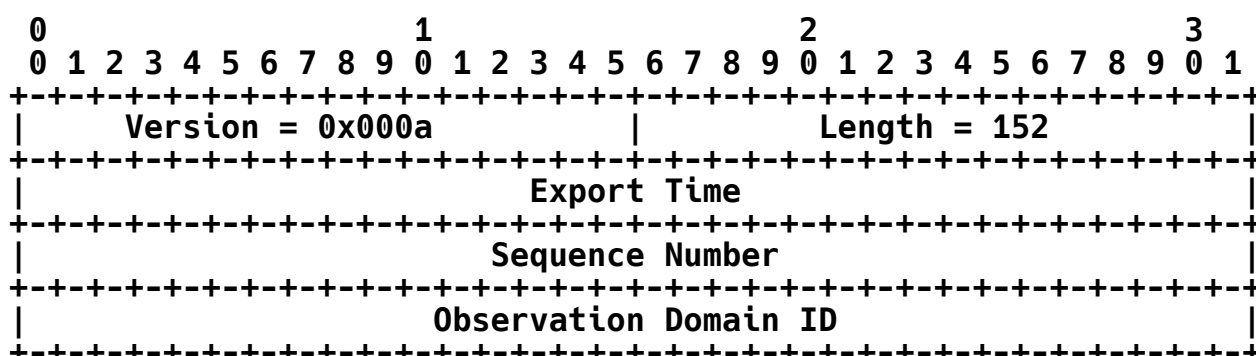 0                   1                   2                   3
 0 1 2 3 4 5 6 7 8 9 0 1 2 3 4 5 6 7 8 9 0 1 2 3 4 5 6 7 8 9 0 1
+-+-+-+-+-+-+-+-+-+-+-+-+-+-+-+-+-+-+-+-+-+-+-+-+-+-+-+-+-+-+-+-+
|     Version = 0x000a          |         Length = 152          |
+-+-+-+-+-+-+-+-+-+-+-+-+-+-+-+-+-+-+-+-+-+-+-+-+-+-+-+-+-+-+-+-+
|                          Export Time                          |
+-+-+-+-+-+-+-+-+-+-+-+-+-+-+-+-+-+-+-+-+-+-+-+-+-+-+-+-+-+-+-+-+
|                        Sequence Number                        |
+-+-+-+-+-+-+-+-+-+-+-+-+-+-+-+-+-+-+-+-+-+-+-+-+-+-+-+-+-+-+-+-+
|                     Observation Domain ID                     |
+-+-+-+-+-+-+-+-+-+-+-+-+-+-+-+-+-+-+-+-+-+-+-+-+-+-+-+-+-+-+-+-+